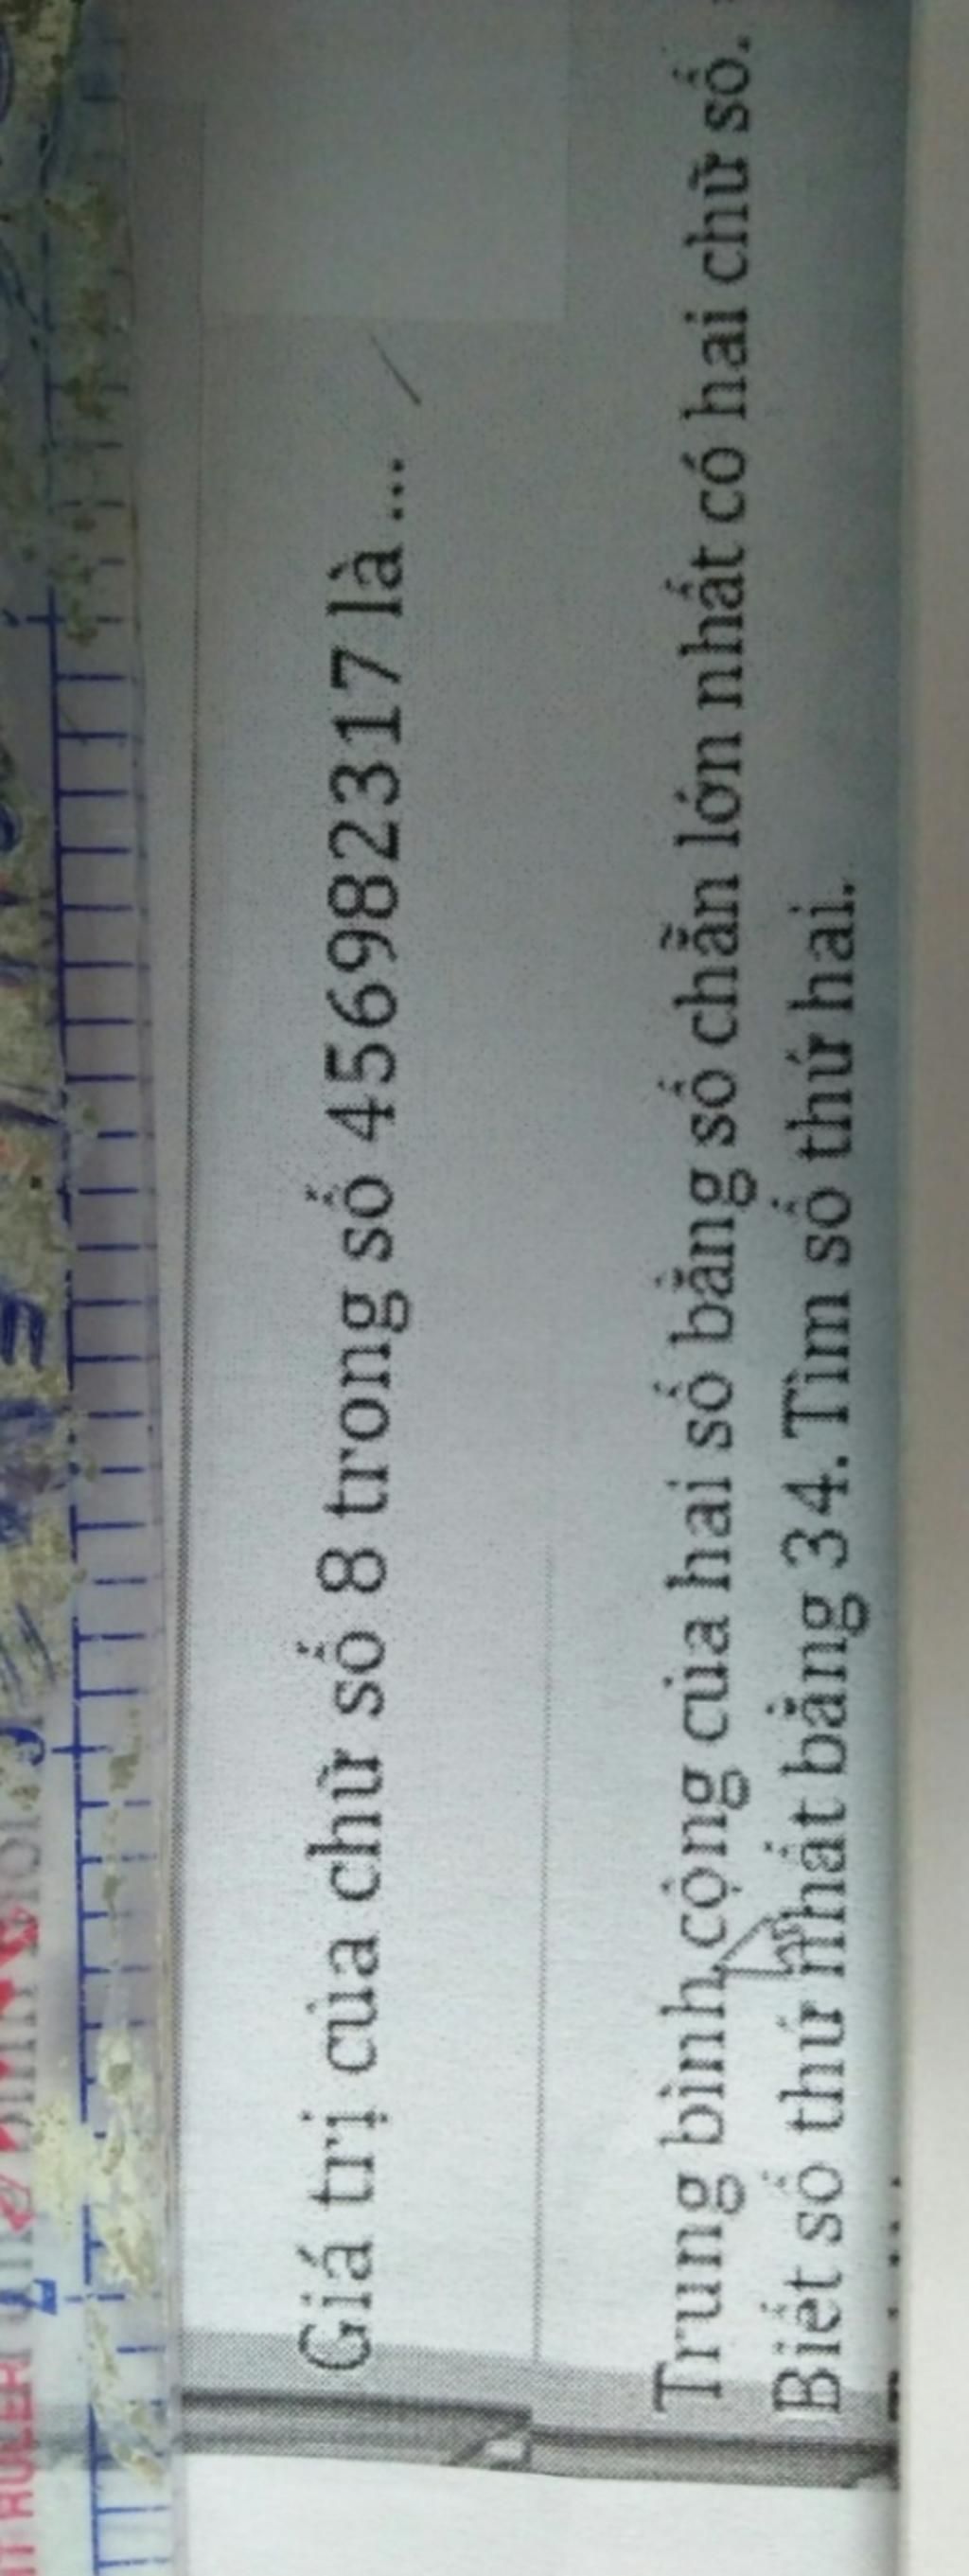 Giá trị của chữ số 8 trong số 456982317 là...
Trung bình cộng của hai số bằng số chẵn lớn nhất có hai chữ số.
Biết số thứ nhất bằng 34. Tìm số thứ hai.
RULER